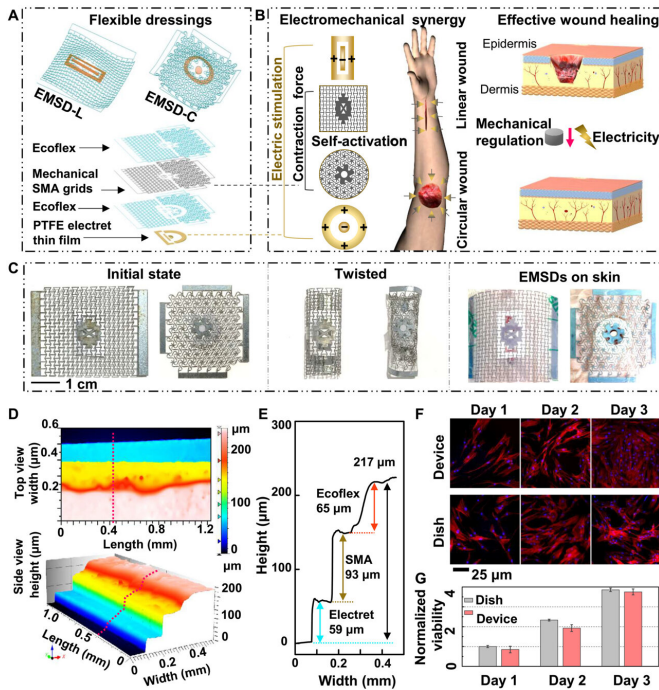 A
Flexible dressings
EMSD-L
EMSD-C
Ecoflex
Mechanical
SMA grids
Ecoflex
PTFE electret
thin film
B
Electromechanical synergy
Effective wound healing
Electric stimulation
Contraction force
Self-activation
Linear wound
Circular wound
Epidermis
Dermis
Mechanical
regulation
Electricity
C
Initial state
Twisted
EMSDs on skin
1 cm
D
Top view
width (μm)
0.6
0.4
0.2
0
0.4
0.8
1.2
Length (mm)
μm
200
100
0
Side view
height (μm)
1.0
0.5
0
Length (mm)
0
0.2
0.4
Width (mm)
μm
200
100
0
E
Height (μm)
300
200
100
0
217 μm
Ecoflex
65 μm
SMA
93 μm
Electret
59 μm
0
0.2
0.4
Width (mm)
F
Day 1
Day 2
Day 3
Device
Dish
25 μm
G
Normalized
viability
4
2
Dish
Device
Day 1
Day 2
Day 3